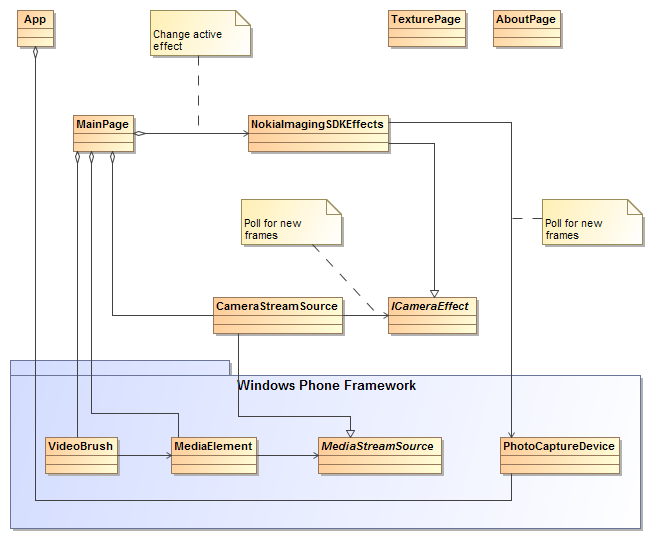 App
TexturePage
AboutPage
Change active
effect
MainPage
NokiaImagingSDKEffects
Poll for new
frames
Poll for new
frames
CameraStreamSource
ICameraEffect
Windows Phone Framework
VideoBrush
MediaElement
MediaStreamSource
PhotoCaptureDevice